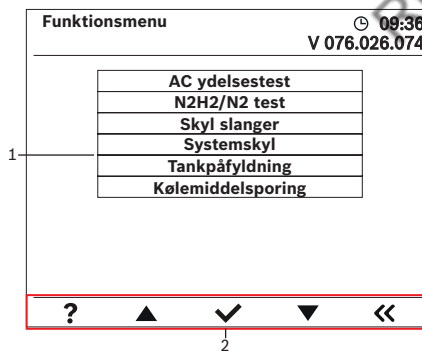 Funktionsmenu
09:36
V 076.026.074
AC ydelsestest
N2H2/N2 test
Skyl slanger
Systemskyl
1
Tankpåfyldning
Kølemiddelsporing
?
2